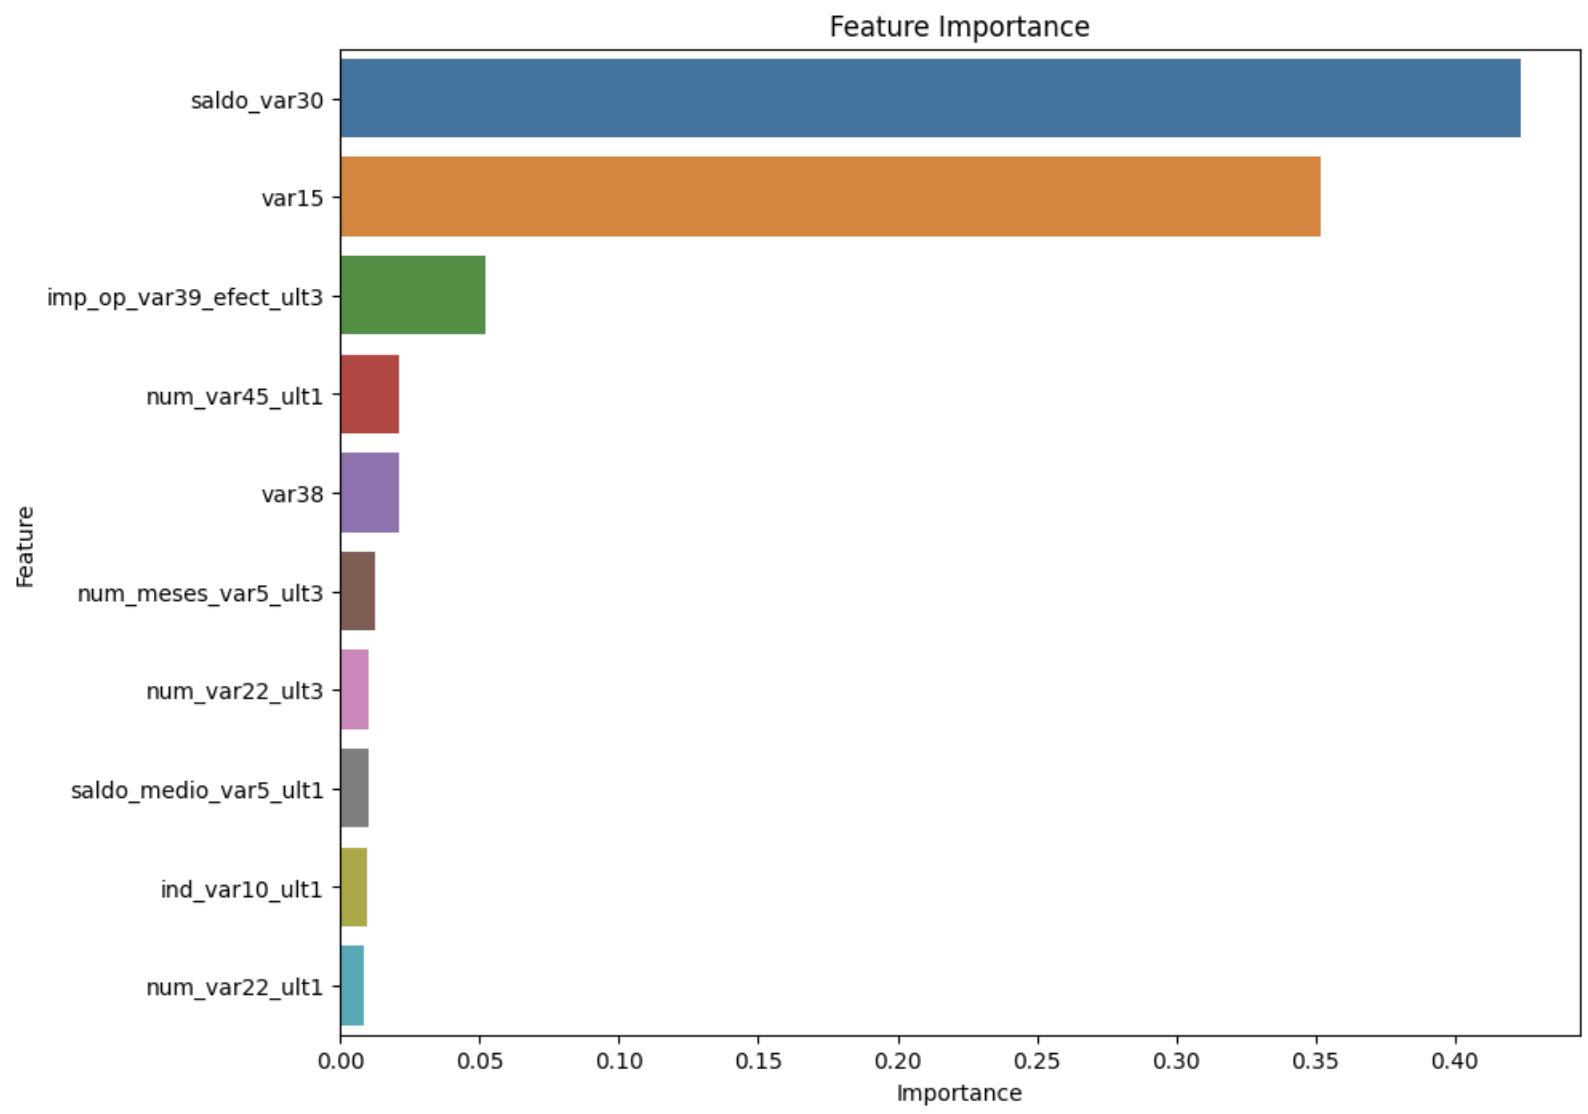 Feature Importance
saldo_var30
var15
imp_op_var39_efect_ult3
num_var45_ult1
var38
num_meses_var5_ult3
num_var22_ult3
saldo_medio_var5_ult1
ind_var10_ult1
num_var22_ult1
Feature
0.00 0.05 0.10 0.15 0.20 0.25 0.30 0.35 0.40
Importance